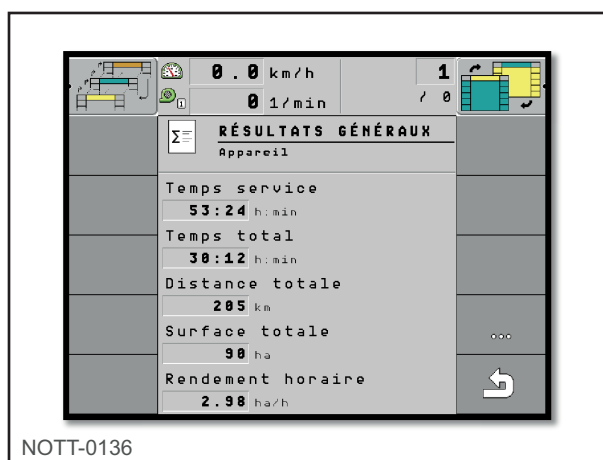 0.0 km/h 1
0 1/min / 0
1
Σ RÉSULTATS GÉNÉRAUX
Appareil
Temps service
53:24 h:min
Temps total
30:12 h:min
Distance totale
205 km
Surface totale
90 ha
Rendement horaire
2.98 ha/h
...
NOTT-0136